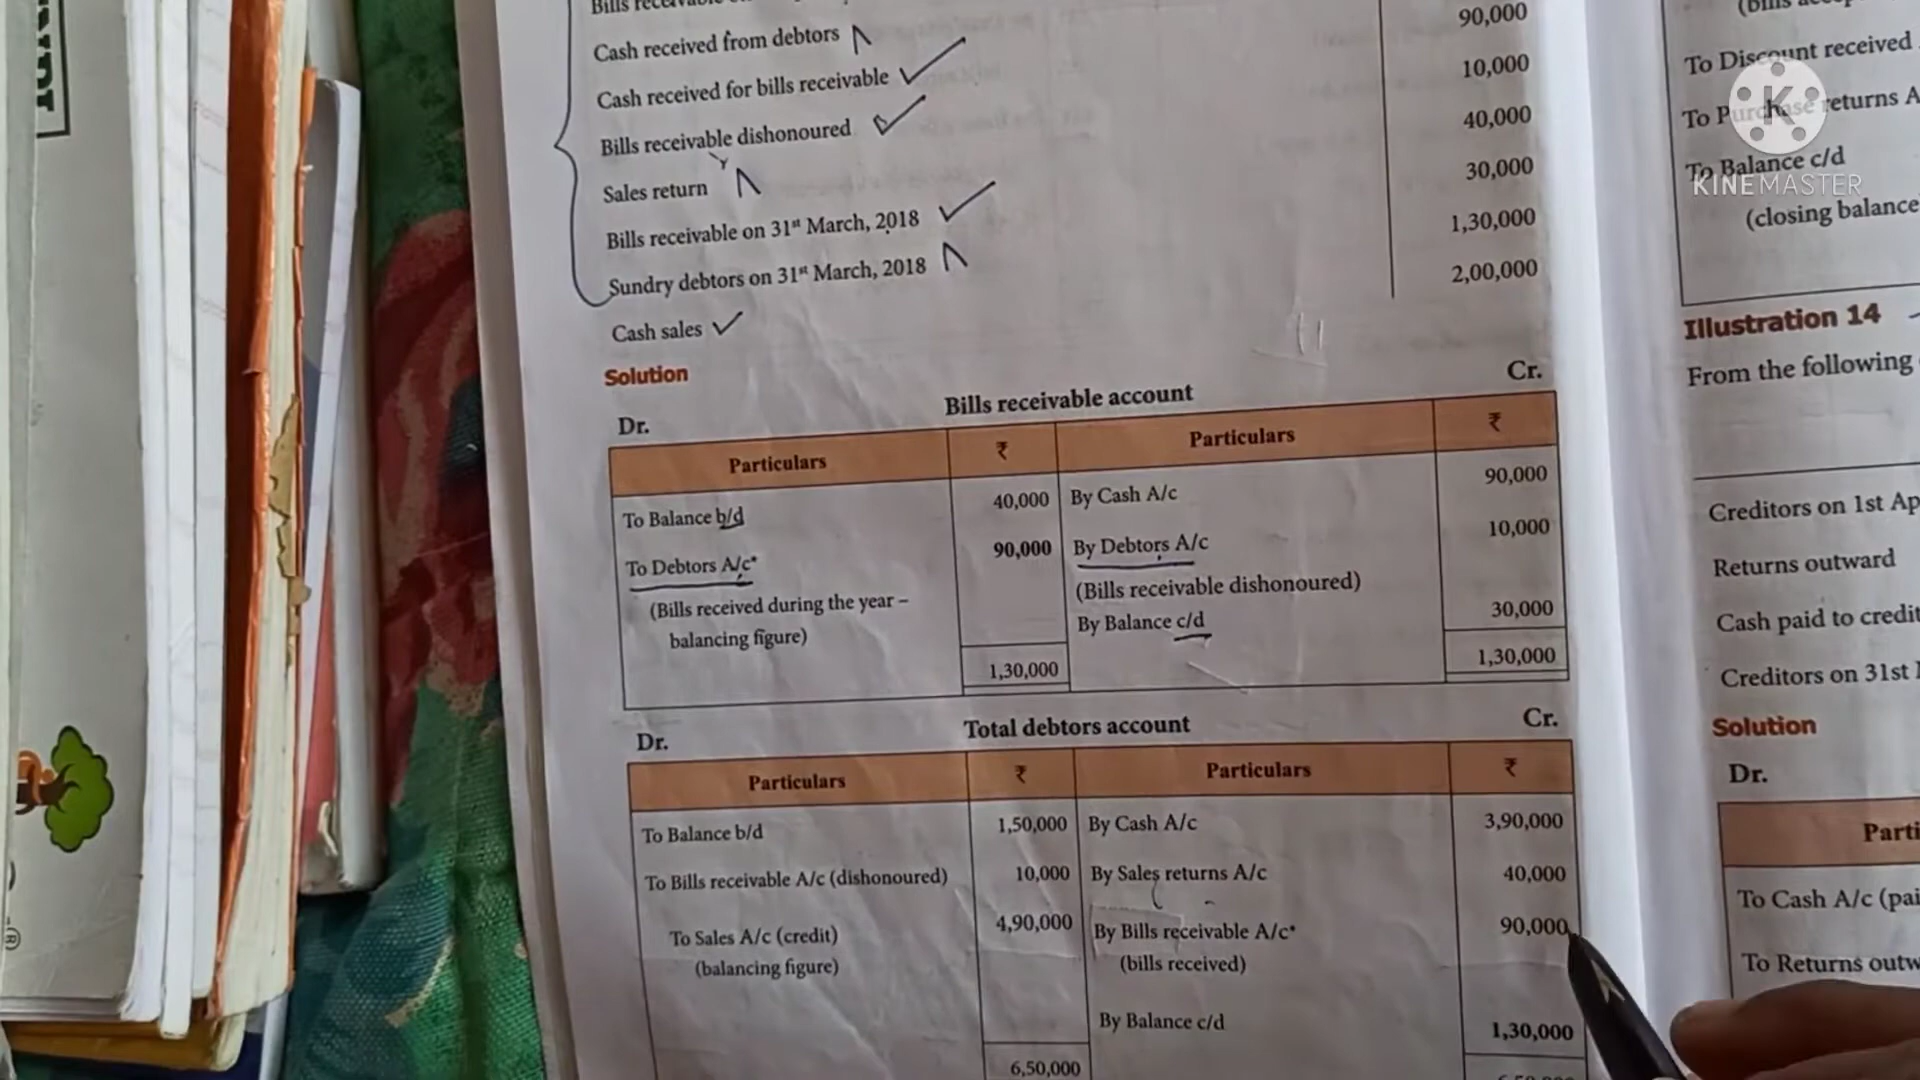 Bills receivable
Cash received from debtors
90,000
Cash received for bills receivable
10,000
Bills receivable dishonoured
40,000
Sales return
30,000
Bills receivable on 31st March, 2018
1,30,000
Sundry debtors on 31st March, 2018
2,00,000
Cash sales
Solution
Dr. Bills receivable account Cr.
Particulars ₹ Particulars ₹
To Balance b/d 40,000 By Cash A/c 90,000
To Debtors A/c* 90,000 By Debtors A/c 10,000
(Bills received during the year – (Bills receivable dishonoured)
balancing figure) By Balance c/d 30,000
1,30,000 1,30,000
Dr. Total debtors account Cr.
Particulars ₹ Particulars ₹
To Balance b/d 1,50,000 By Cash A/c 3,90,000
To Bills receivable A/c (dishonoured) 10,000 By Sales returns A/c 40,000
To Sales A/c (credit) 4,90,000 By Bills receivable A/c* 90,000
(balancing figure) (bills received)
By Balance c/d 1,30,000
6,50,000
To Discount received
To Purchase returns A
To Balance c/d
(closing balance
KINEMASTER
Illustration 14
From the following
Creditors on 1st Ap
Returns outward
Cash paid to credit
Creditors on 31st
Solution
Dr.
Parti
To Cash A/c (pai
To Returns outw